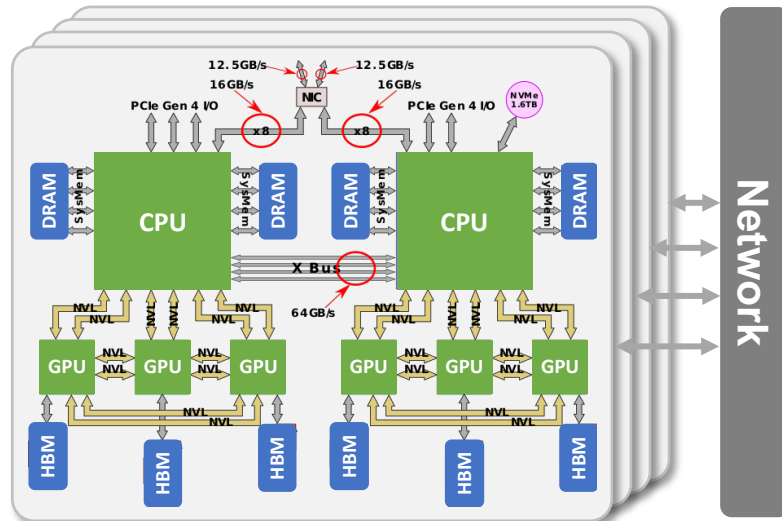 12.5GB/s
12.5GB/s
16GB/s
16GB/s
NIC
NVMe
1.6TB
PCIe Gen 4 I/O
PCIe Gen 4 I/O
x8
x8
DRAM
SysMem
CPU
SysMem
DRAM
DRAM
SysMem
CPU
SysMem
DRAM
X Bus
64GB/s
NVL
NVL
NVL
NVL
NVL
NVL
NVL
NVL
NVL
NVL
NVL
NVL
GPU
NVL
NVL
GPU
NVL
NVL
GPU
GPU
NVL
NVL
GPU
NVL
NVL
GPU
NVL
NVL
NVL
NVL
HBM
HBM
HBM
HBM
HBM
HBM
Network